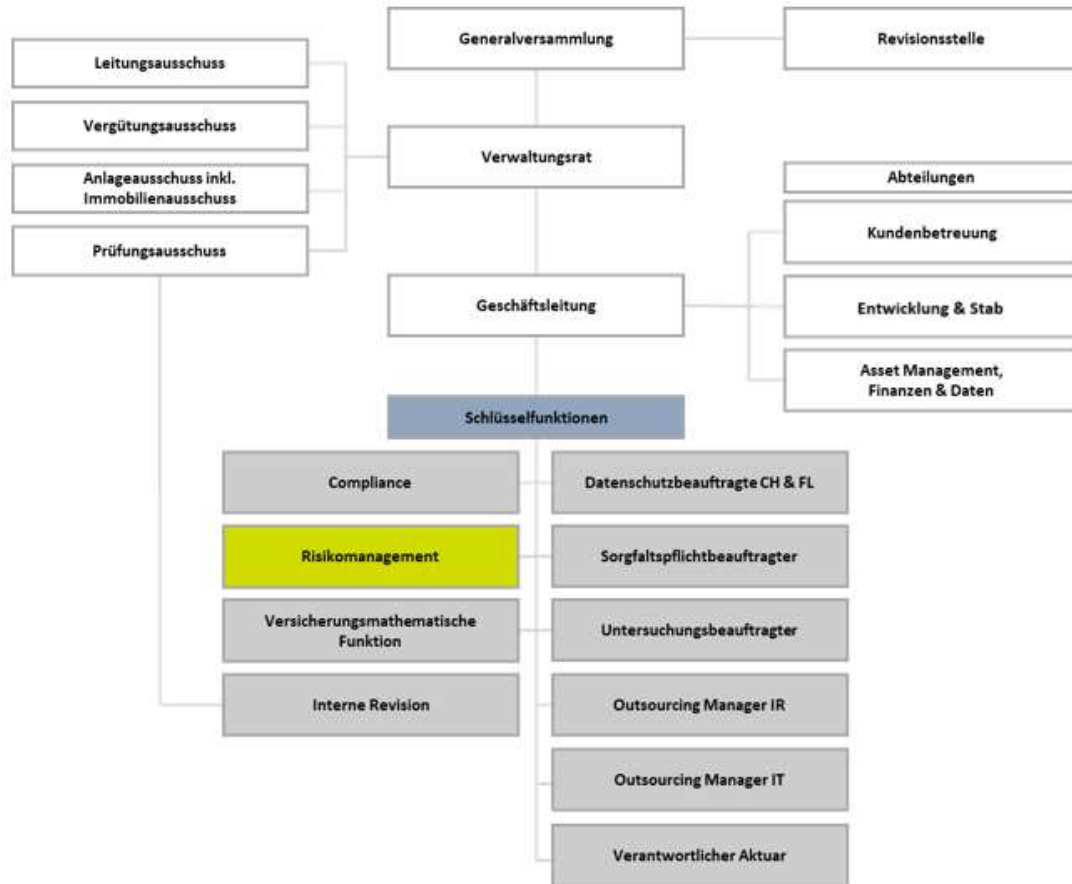 Generalversammlung
Revisionsstelle
Leitungsausschuss
Vergütungsausschuss
Verwaltungsrat
Anlageausschuss inkl.
Immobilienausschuss
Prüfungsausschuss
Abteilungen
Kundenbetreuung
Geschäftsleitung
Entwicklung & Stab
Asset Management,
Finanzen & Daten
Schlüsselfunktionen
Compliance
Datenschutzbeauftragte CH & FL
Risikomanagement
Sorgfaltspflichtbeauftragter
Versicherungsmathematische
Funktion
Untersuchungsbeauftragter
Interne Revision
Outsourcing Manager IR
Outsourcing Manager IT
Verantwortlicher Aktuar